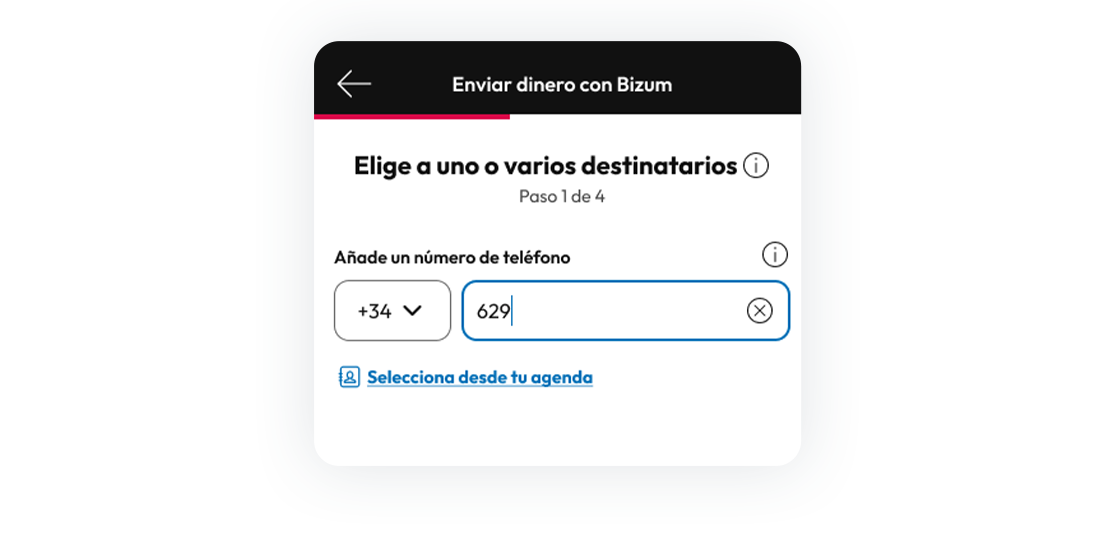 Enviar dinero con Bizum
Elige a uno o varios destinatarios
Paso 1 de 4
Añade un número de teléfono
+34 629
Selecciona desde tu agenda